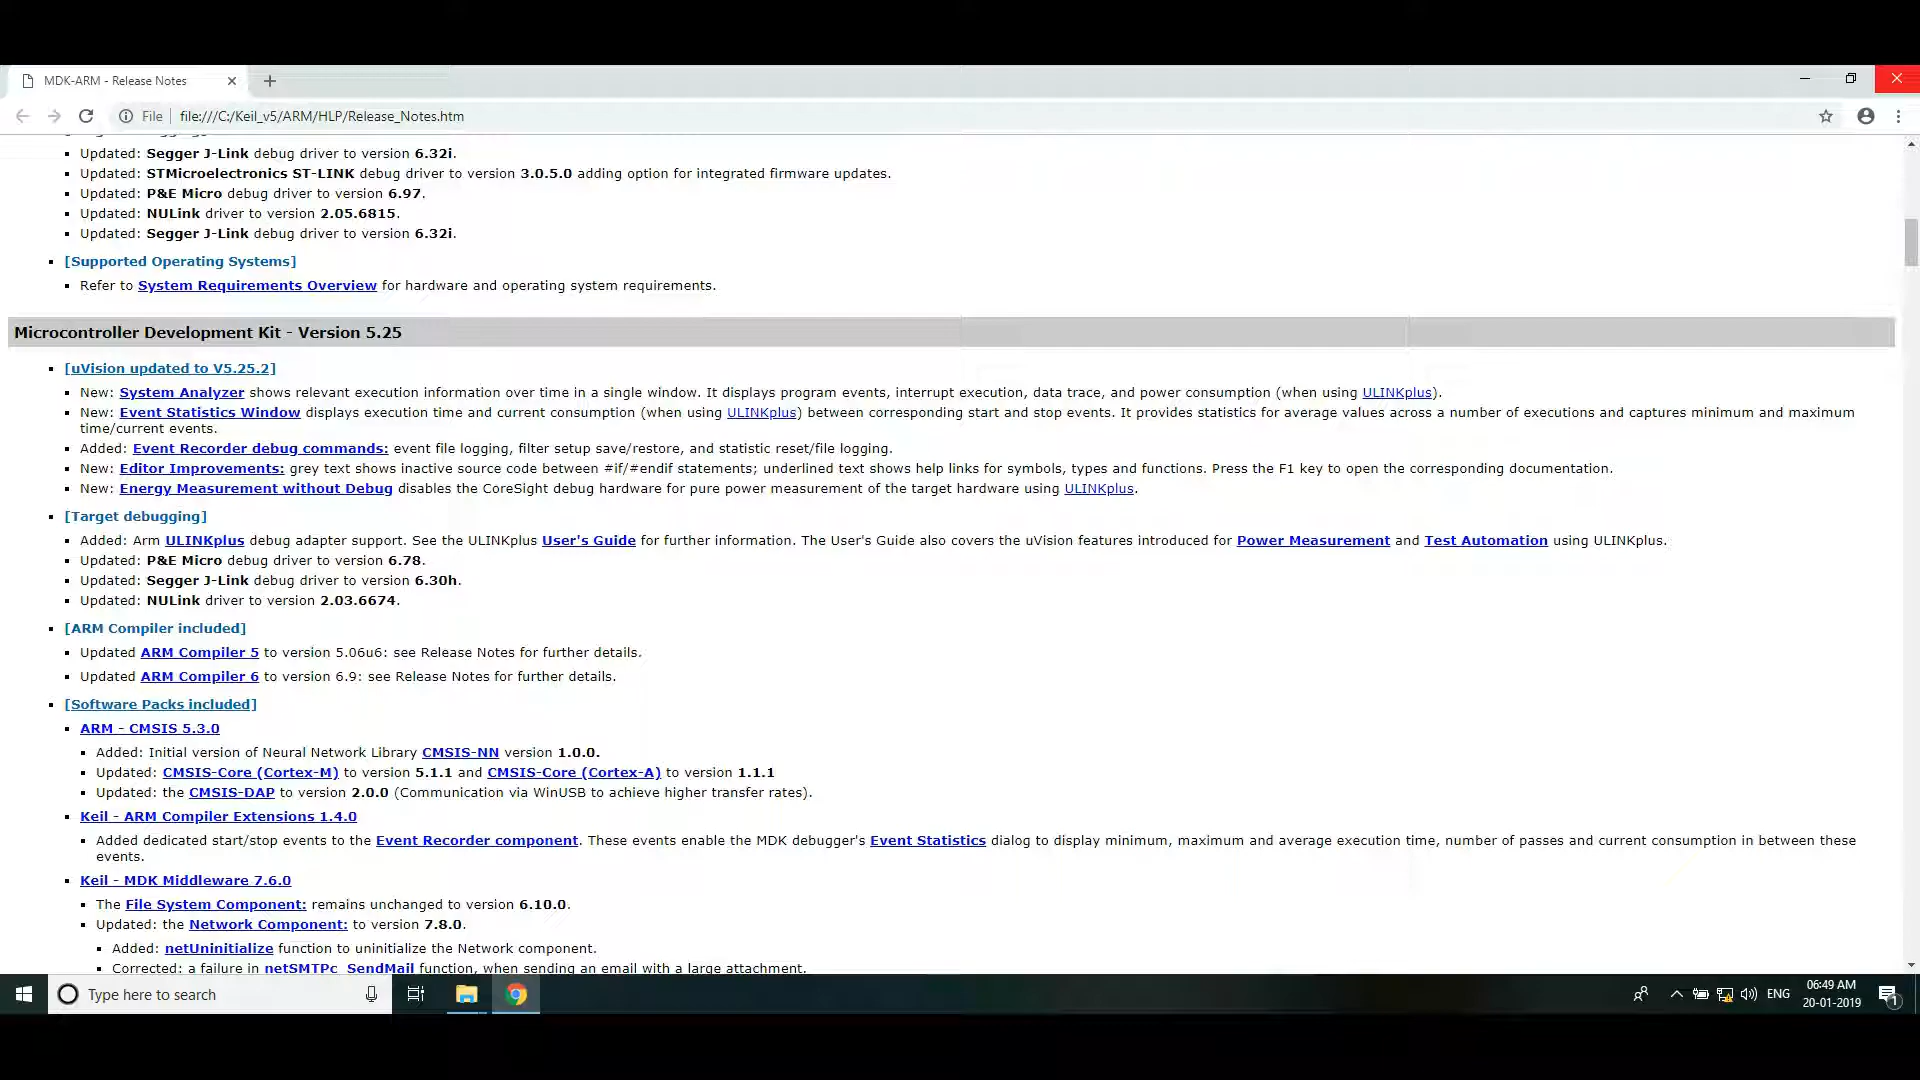 MDK-ARM - Release Notes
File file:///C:/Keil_v5/ARM/HLP/Release_Notes.htm
Updated: Segger J-Link debug driver to version 6.32i.
Updated: STMicroelectronics ST-LINK debug driver to version 3.0.5.0 adding option for integrated firmware updates.
Updated: P&E Micro debug driver to version 6.97.
Updated: NULink driver to version 2.05.6815.
Updated: Segger J-Link debug driver to version 6.32i.
[Supported Operating Systems]
Refer to System Requirements Overview for hardware and operating system requirements.
Microcontroller Development Kit - Version 5.25
[uVision updated to V5.25.2]
New: System Analyzer shows relevant execution information over time in a single window. It displays program events, interrupt execution, data trace, and power consumption (when using ULINKplus).
New: Event Statistics Window displays execution time and current consumption (when using ULINKplus) between corresponding start and stop events. It provides statistics for average values across a number of executions and captures minimum and maximum
time/current events.
Added: Event Recorder debug commands: event file logging, filter setup save/restore, and statistic reset/file logging.
New: Editor Improvements: grey text shows inactive source code between #if/#endif statements; underlined text shows help links for symbols, types and functions. Press the F1 key to open the corresponding documentation.
New: Energy Measurement without Debug disables the CoreSight debug hardware for pure power measurement of the target hardware using ULINKplus.
[Target debugging]
Added: Arm ULINKplus debug adapter support. See the ULINKplus User's Guide for further information. The User's Guide also covers the uVision features introduced for Power Measurement and Test Automation using ULINKplus.
Updated: P&E Micro debug driver to version 6.78.
Updated: Segger J-Link debug driver to version 6.30h.
Updated: NULink driver to version 2.03.6674.
[ARM Compiler included]
Updated ARM Compiler 5 to version 5.06u6: see Release Notes for further details.
Updated ARM Compiler 6 to version 6.9: see Release Notes for further details.
[Software Packs included]
ARM - CMSIS 5.3.0
Added: Initial version of Neural Network Library CMSIS-NN version 1.0.0.
Updated: CMSIS-Core (Cortex-M) to version 5.1.1 and CMSIS-Core (Cortex-A) to version 1.1.1
Updated: the CMSIS-DAP to version 2.0.0 (Communication via WinUSB to achieve higher transfer rates).
Keil - ARM Compiler Extensions 1.4.0
Added dedicated start/stop events to the Event Recorder component. These events enable the MDK debugger's Event Statistics dialog to display minimum, maximum and average execution time, number of passes and current consumption in between these
events.
Keil - MDK Middleware 7.6.0
The File System Component: remains unchanged to version 6.10.0.
Updated: the Network Component: to version 7.8.0.
Added: netUninitialize function to uninitialize the Network component.
Corrected: a failure in netSMTPc_SendMail function, when sending an email with a large attachment.
Type here to search
ENG
06:49 AM
20-01-2019
1